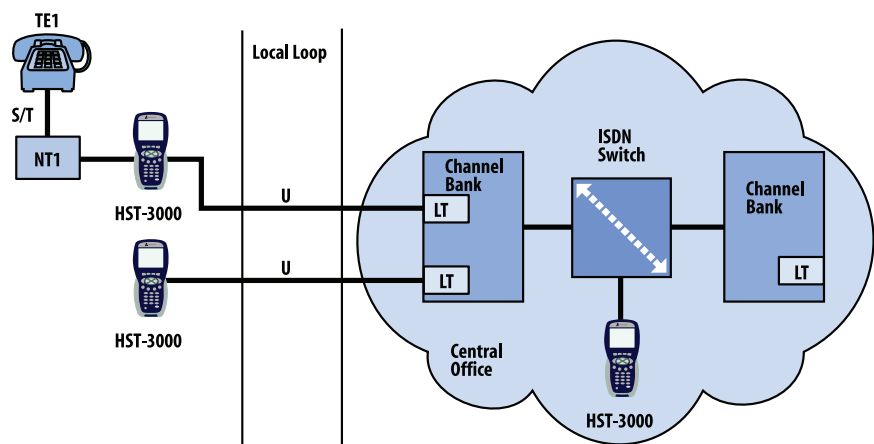 TE1
S/T
NT1
HST-3000
HST-3000
Local Loop
U
U
Channel
Bank
LT
LT
ISDN
Switch
Channel
Bank
LT
Central
Office
HST-3000